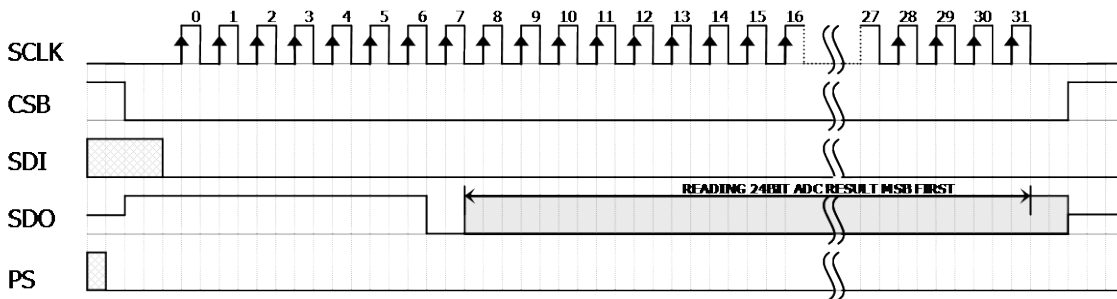 0 1 2 3 4 5 6 7 8 9 10 11 12 13 14 15 16 27 28 29 30 31
SCLK
CSB
SDI
READING 24BIT ADC RESULT MSB FIRST
SDO
PS